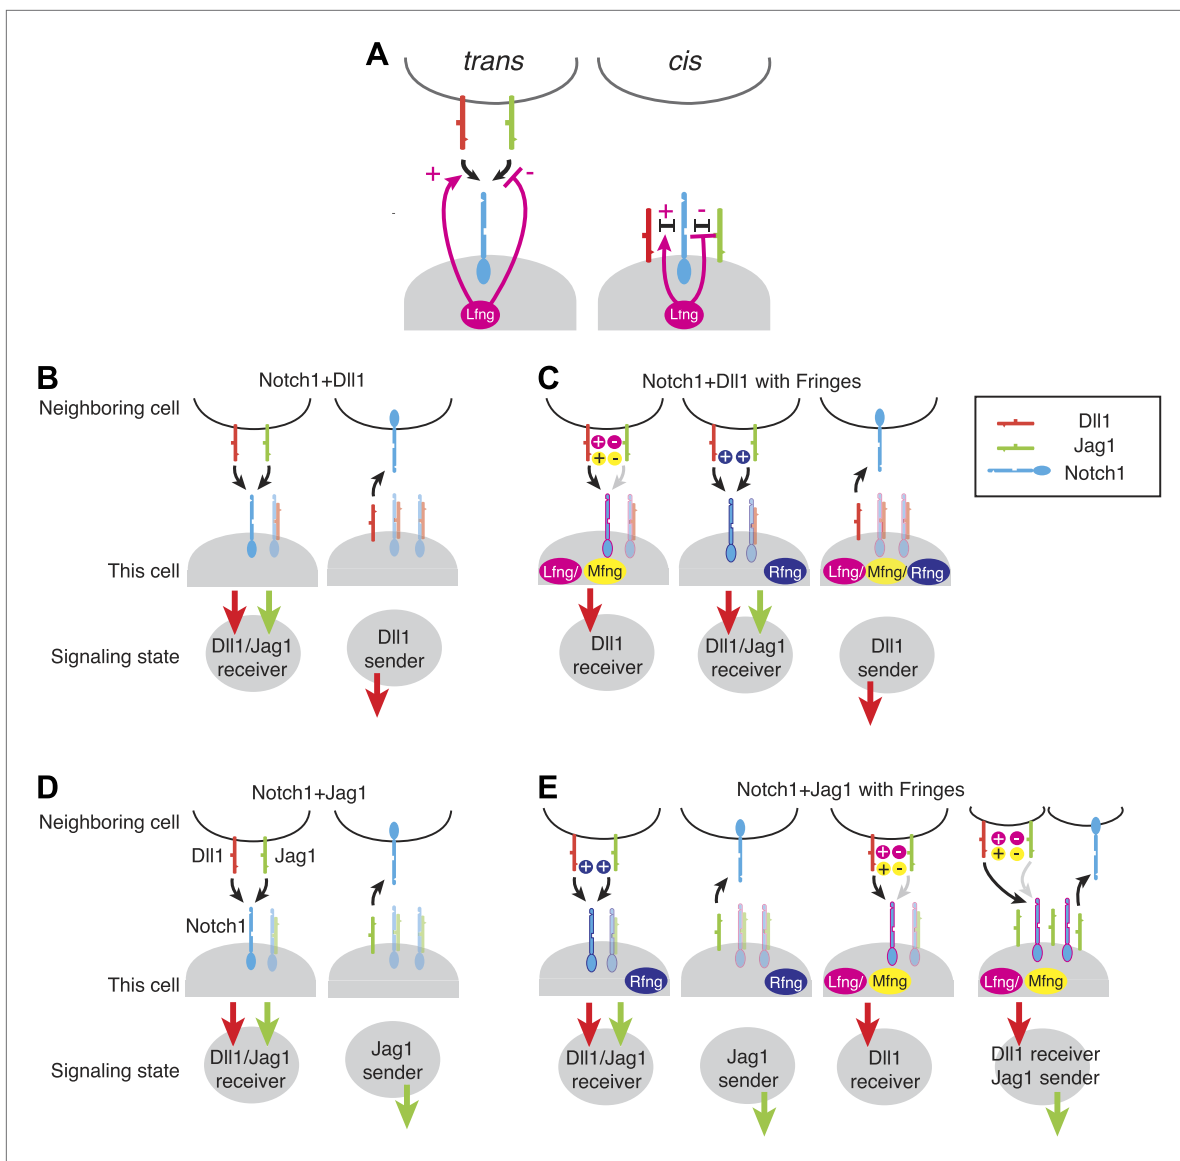 A
trans
cis
+
-
+
-
Lfng
Lfng
B
Notch1+Dll1
Neighboring cell
This cell
Signaling state
Dll1/Jag1
receiver
Dll1
sender
C
Notch1+Dll1 with Fringes
+ -
+ -
+ +
Lfng/ Mfng
Rfng
Lfng/ Mfng/ Rfng
Dll1
receiver
Dll1/Jag1
receiver
Dll1
sender
Dll1
Jag1
Notch1
D
Notch1+Jag1
Neighboring cell
Dll1
Jag1
Notch1
This cell
Signaling state
Dll1/Jag1
receiver
Jag1
sender
E
Notch1+Jag1 with Fringes
+ +
+ -
+ -
+ -
+ -
Rfng
Rfng
Lfng/ Mfng
Lfng/ Mfng
Dll1/Jag1
receiver
Jag1
sender
Dll1
receiver
Dll1 receiver
Jag1 sender